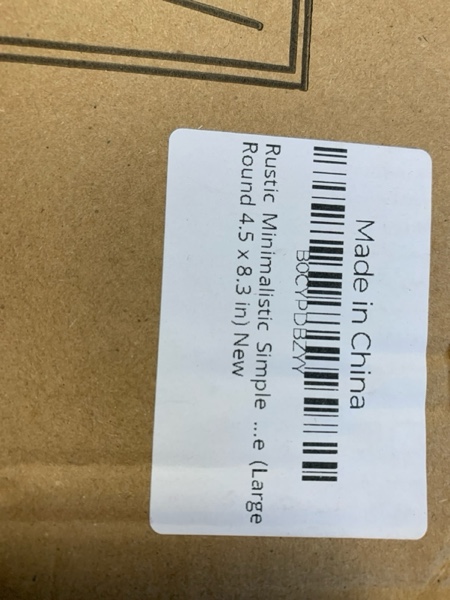 Made in China
B0CYPDBZYY
Rustic Minimalistic Simple ...e (Large
Round 4.5 x 8.3 in) New